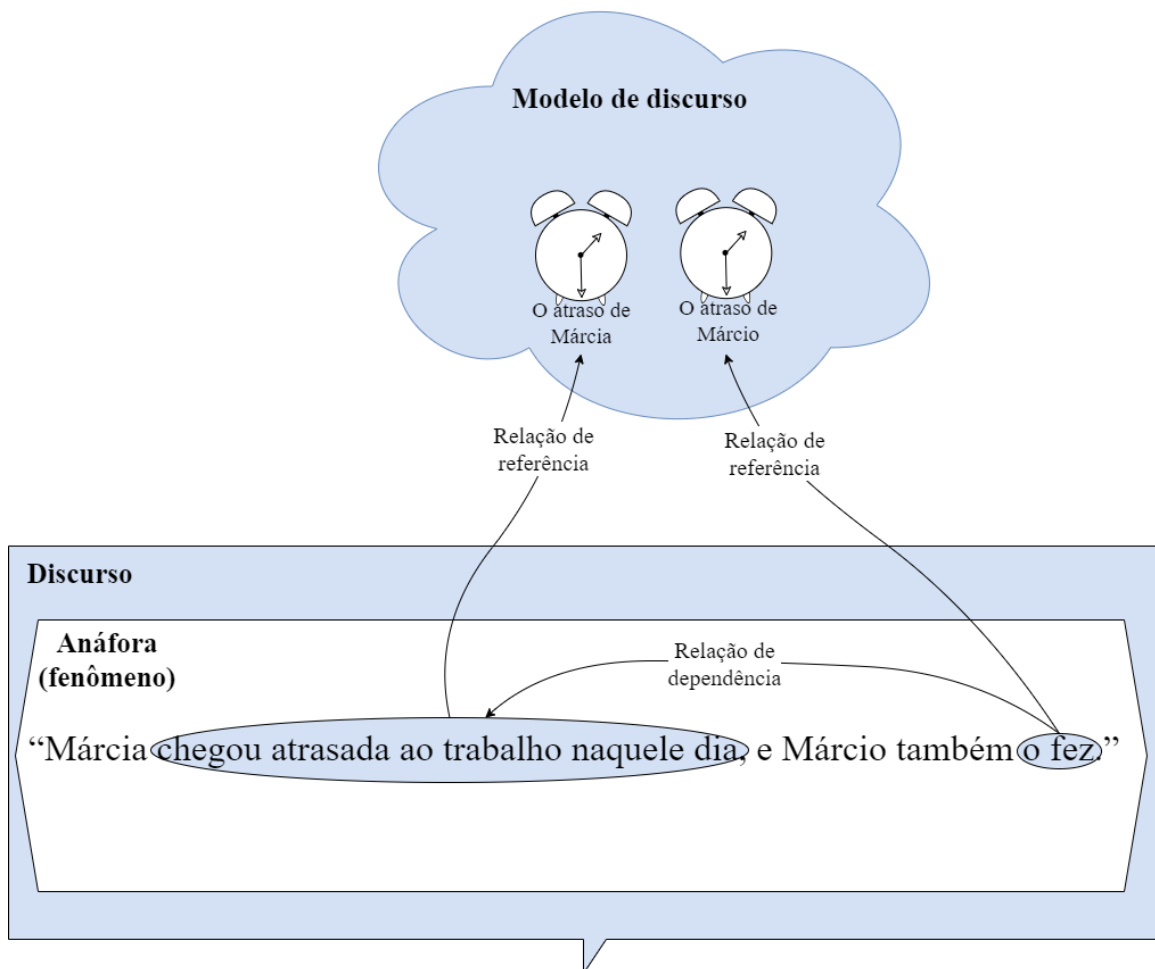 Modelo de discurso
O atraso de
Márcia
O atraso de
Márcio
Relação de
referência
Relação de
referência
Discurso
Anáfora
(fenômeno)
Relação de
dependência
“Márcia chegou atrasada ao trabalho naquele dia, e Márcio também o fez.”